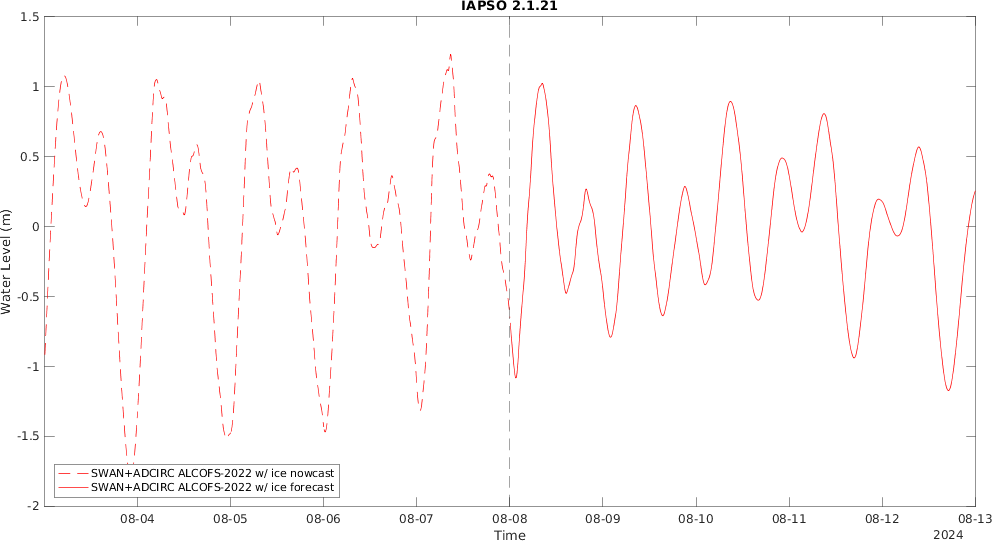 IAPSO 2.1.21
1.5
1
0.5
0
-0.5
-1
-1.5
-2
Water Level (m)
SWAN+ADCIRC ALCOFS-2022 w/ ice nowcast
SWAN+ADCIRC ALCOFS-2022 w/ ice forecast
08-04 08-05 08-06 08-07 08-08 08-09 08-10 08-11 08-12 08-13
Time
2024